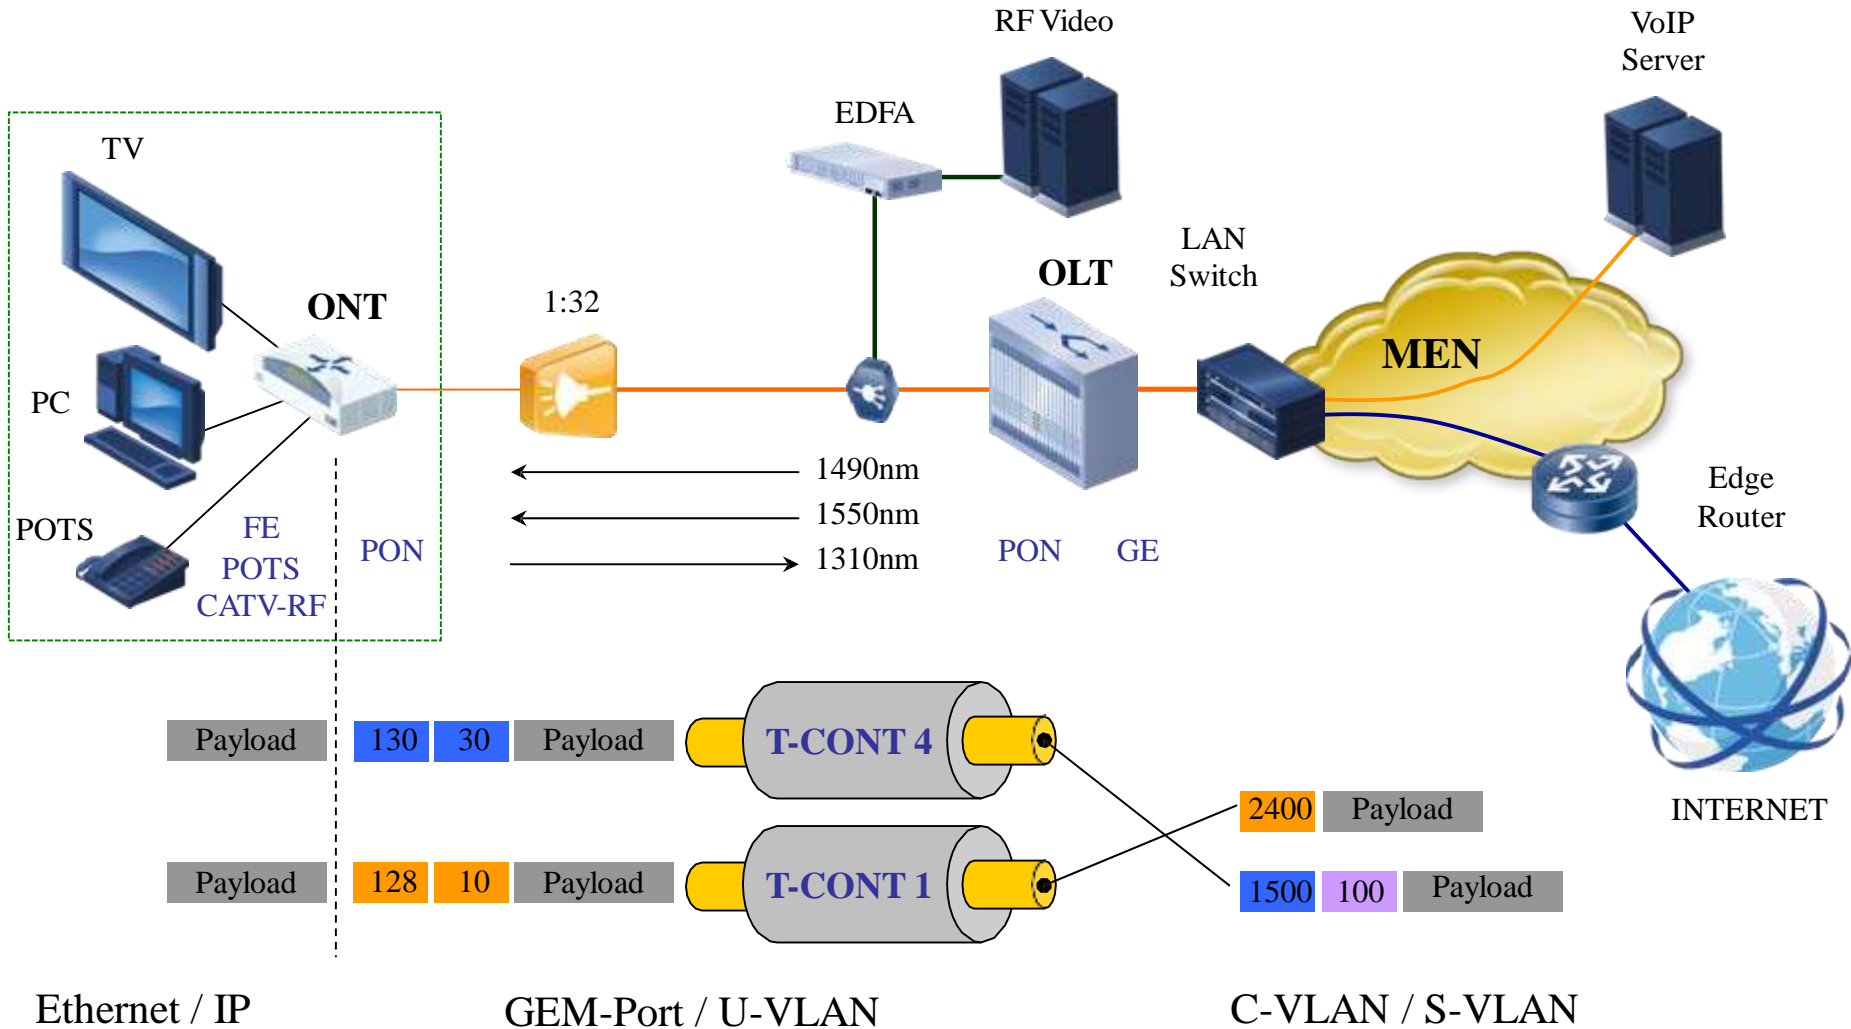 RF Video
VoIP
Server
EDFA
TV
LAN
Switch
OLT
ONT
1:32
MEN
PC
1490nm
Edge
Router
POTS
FE
POTS
CATV-RF
PON
1550nm
1310nm
PON GE
Payload 130 30 Payload T-CONT 4
2400 Payload
INTERNET
Payload 128 10 Payload T-CONT 1
1500 100 Payload
Ethernet / IP
GEM-Port / U-VLAN
C-VLAN / S-VLAN